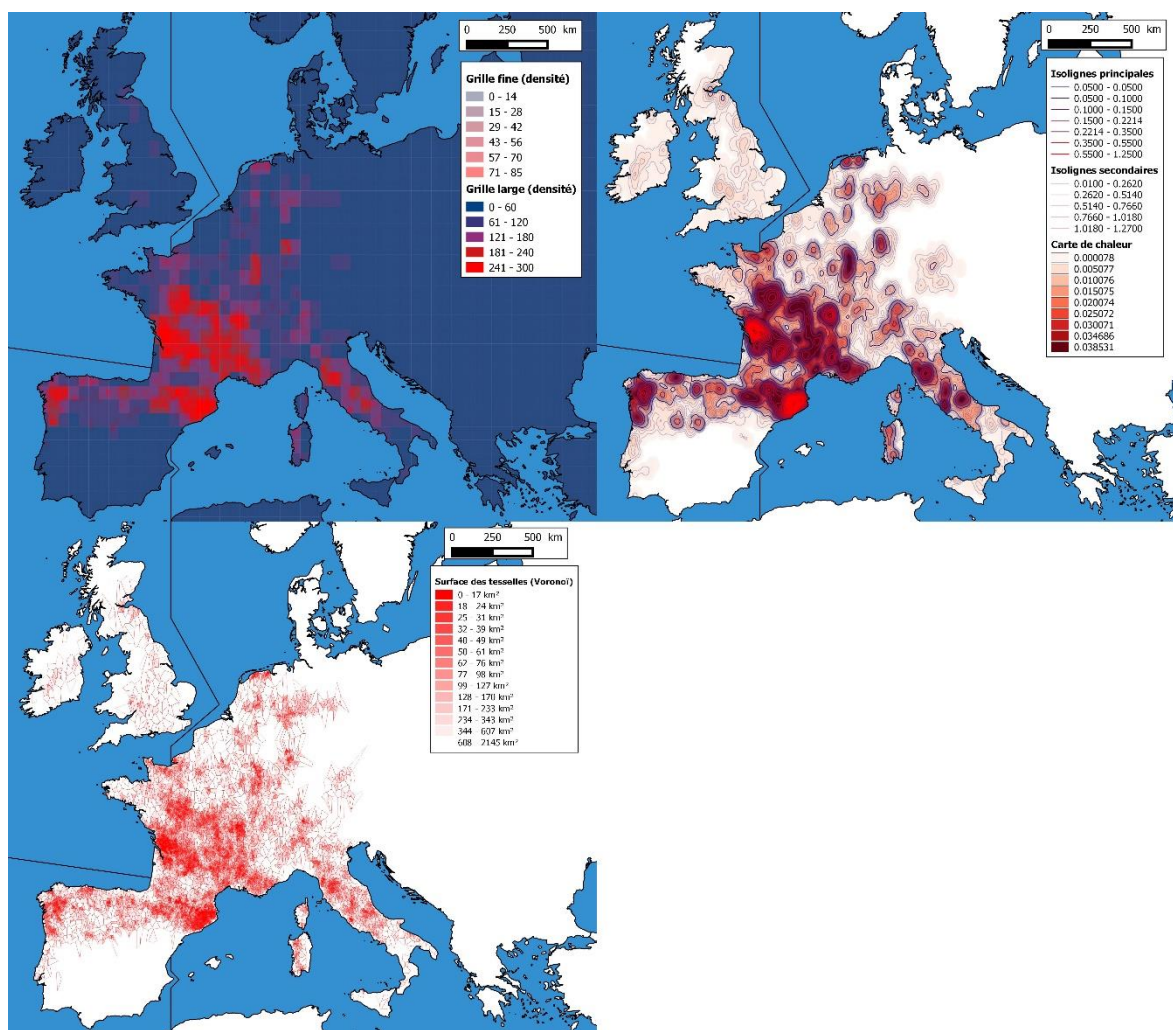 0 250 500 km
Grille fine (densité)
0 - 14
15 - 28
29 - 42
43 - 56
57 - 70
71 - 85
Grille large (densité)
0 - 60
61 - 120
121 - 180
181 - 240
241 - 300
0 250 500 km
Isolignes principales
0.0500 - 0.0500
0.0500 - 0.1000
0.1000 - 0.1500
0.1500 - 0.2214
0.2214 - 0.3500
0.3500 - 0.5500
0.5500 - 1.2500
Isolignes secondaires
0.0100 - 0.2620
0.2620 - 0.5140
0.5140 - 0.7660
0.7660 - 1.0180
1.0180 - 1.2700
Carte de chaleur
0.000078
0.005077
0.010076
0.015075
0.020074
0.025072
0.030071
0.034686
0.038531
0 250 500 km
Surface des tesselles (Voronoï)
0 - 17 km²
18 - 24 km²
25 - 31 km²
32 - 39 km²
40 - 49 km²
50 - 61 km²
62 - 76 km²
77 - 98 km²
99 - 127 km²
128 - 170 km²
171 - 233 km²
234 - 343 km²
344 - 607 km²
608 - 2145 km²